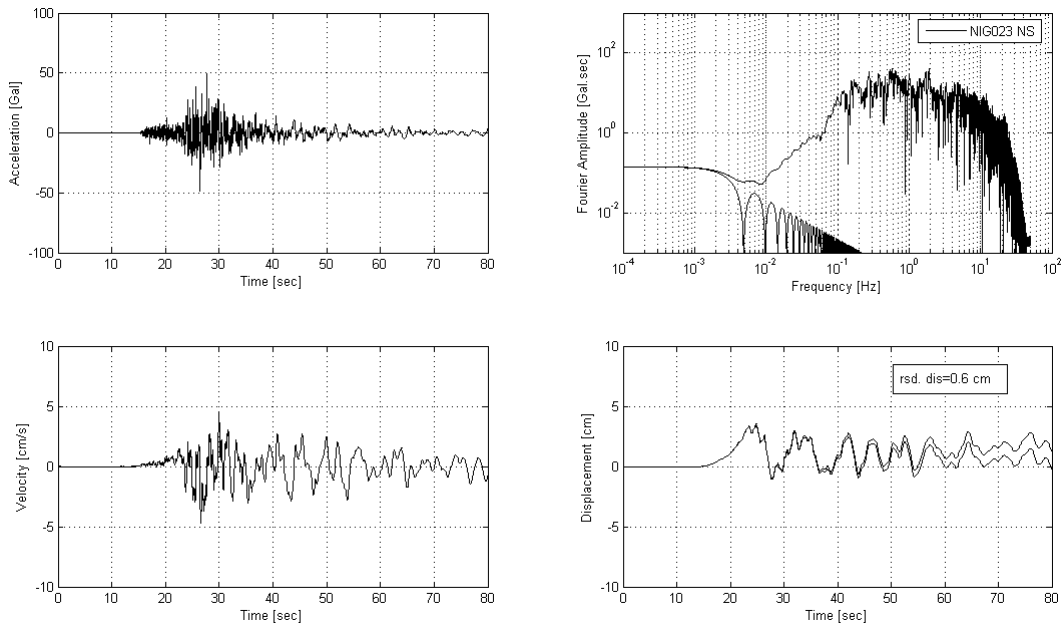 100
50
0
-50
-100
Acceleration [Gal]
0 10 20 30 40 50 60 70 80
Time [sec]
NIG023 NS
10^2
10^0
10^-2
Fourier Amplitude [Gal.sec]
10^-4 10^-3 10^-2 10^-1 10^0 10^1 10^2
Frequency [Hz]
10
5
0
-5
-10
Velocity [cm/s]
0 10 20 30 40 50 60 70 80
Time [sec]
rsd. dis=0.6 cm
10
5
0
-5
-10
Displacement [cm]
0 10 20 30 40 50 60 70 80
Time [sec]